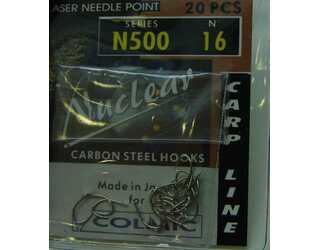 ASER NEEDLE POINT 20 PCS
SERIES N
N500 16
Nuclear
CARP LINE
CARBON STEEL HOOKS
Made in
for
COLMIC